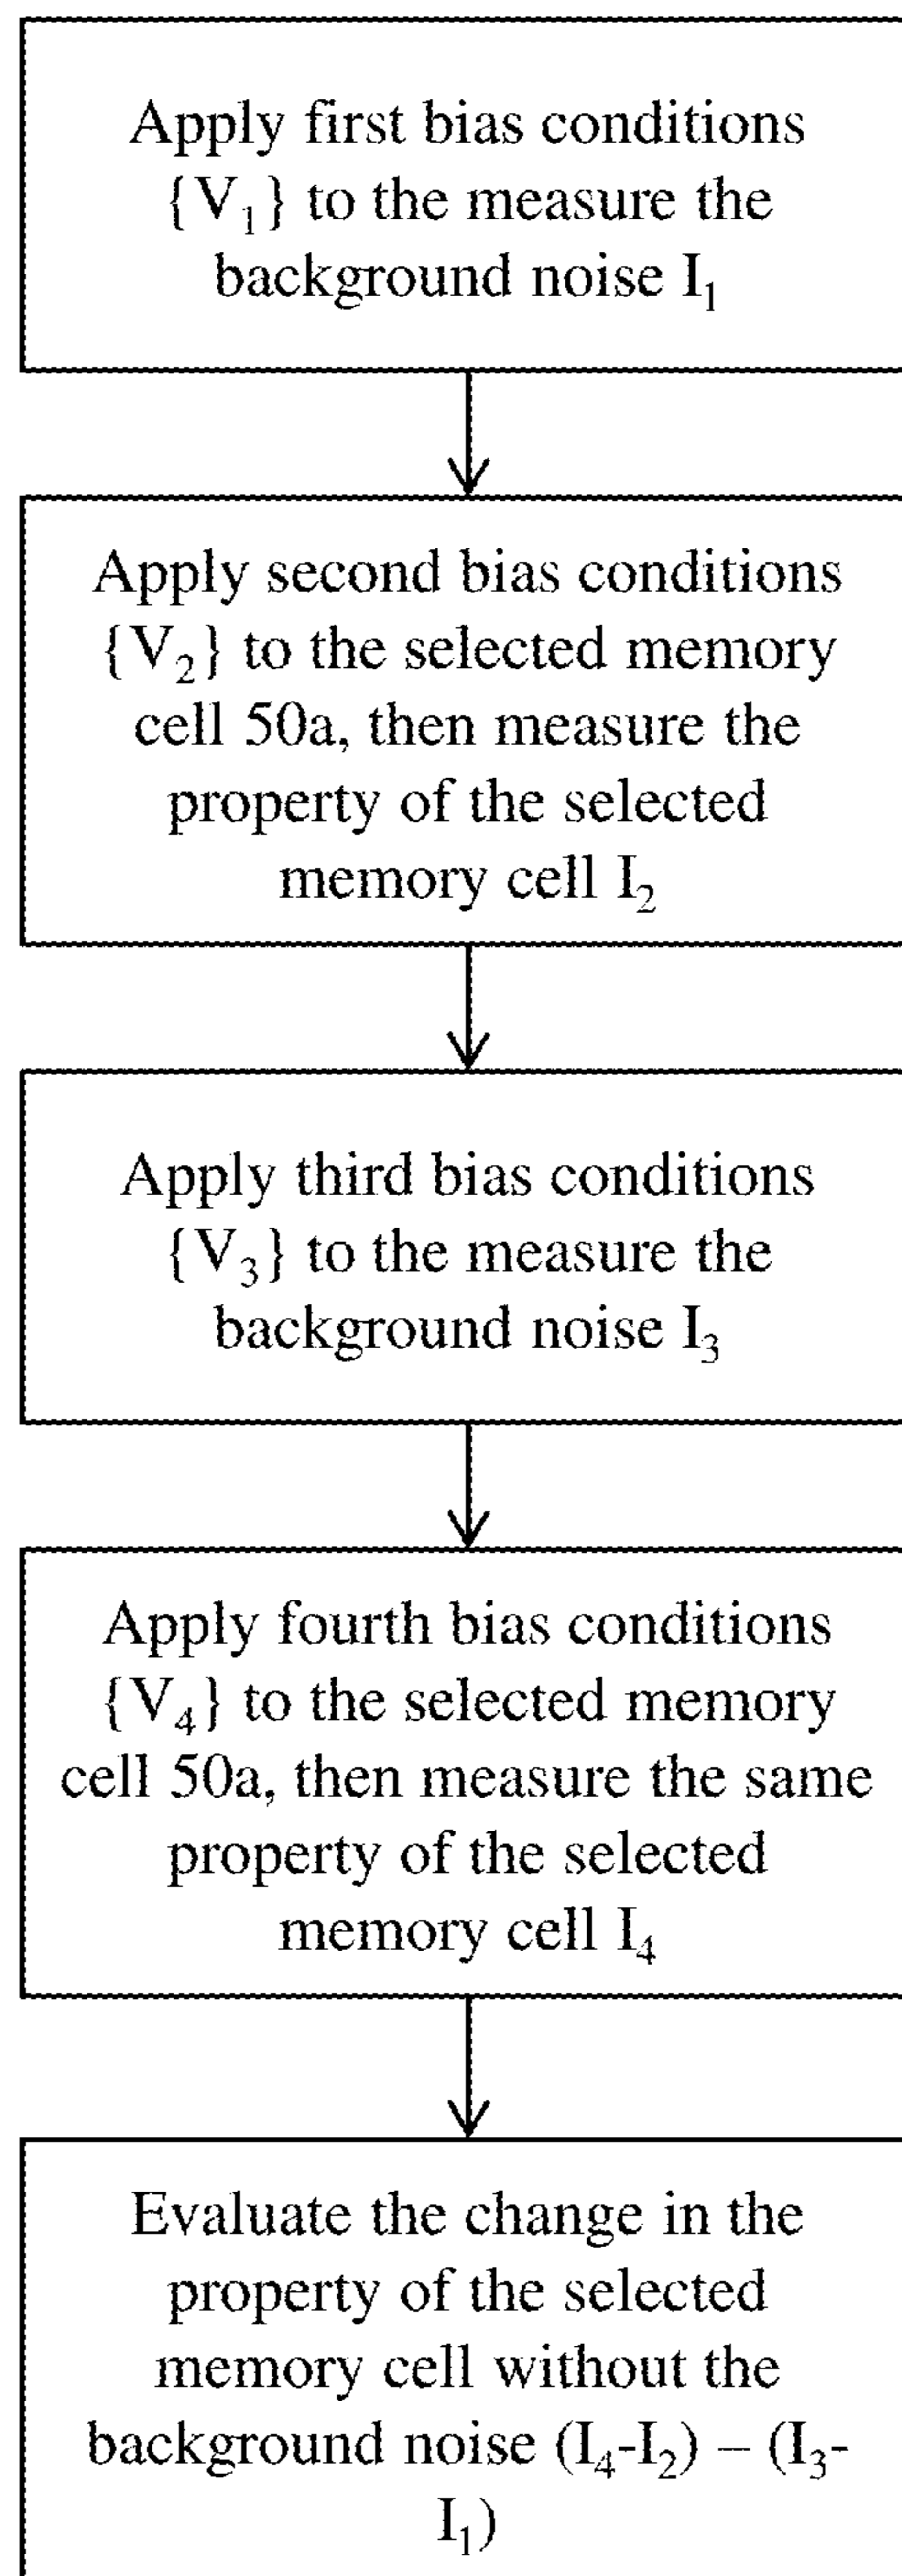 Apply first bias conditions
{V₁} to the measure the
background noise I₁
Apply second bias conditions
{V₂} to the selected memory
cell 50a, then measure the
property of the selected
memory cell I₂
Apply third bias conditions
{V₃} to the measure the
background noise I₃
Apply fourth bias conditions
{V₄} to the selected memory
cell 50a, then measure the same
property of the selected
memory cell I₄
Evaluate the change in the
property of the selected
memory cell without the
background noise (I₄-I₂) – (I₃-
I₁)